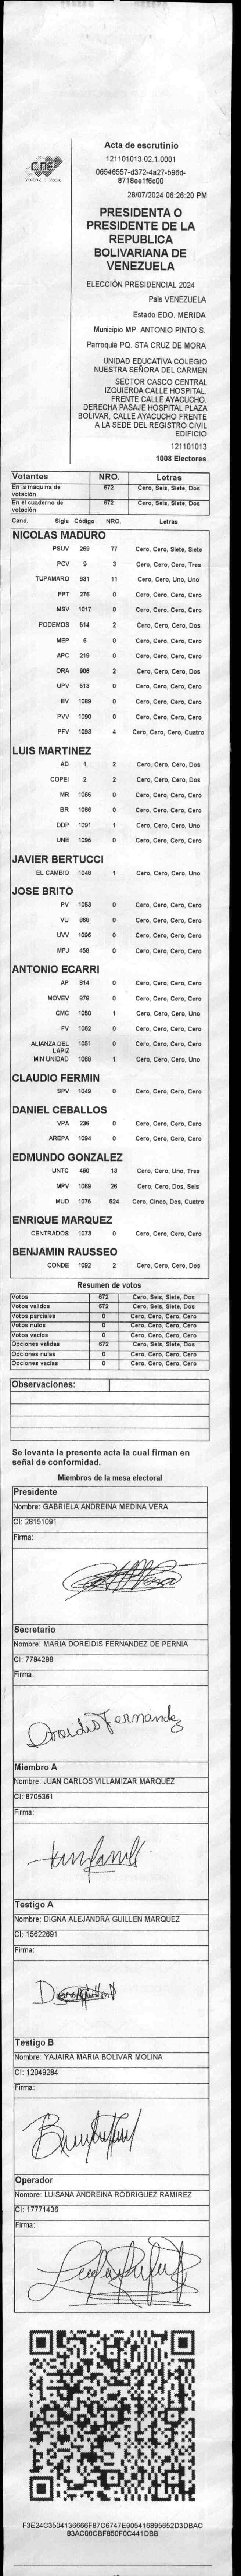 CNE
Acta de escrutinio
121101013.02.1.0001
06546557-d372-4a27-b96d-
8718ee1f6c00
28/07/2024 06:26:20 PM
PRESIDENTA O
PRESIDENTE DE LA
REPUBLICA
BOLIVARIANA DE
VENEZUELA
ELECCIÓN PRESIDENCIAL 2024
Pais VENEZUELA
Estado EDO. MERIDA
Municipio MP. ANTONIO PINTO S.
Parroquia PQ. STA CRUZ DE MORA
UNIDAD EDUCATIVA COLEGIO
NUESTRA SEÑORA DEL CARMEN
SECTOR CASCO CENTRAL
IZQUIERDA CALLE HOSPITAL.
FRENTE CALLE AYACUCHO.
DERECHA PASAJE HOSPITAL PLAZA
BOLIVAR. CALLE AYACUCHO FRENTE
A LA SEDE DEL REGISTRO CIVIL
EDIFICIO
121101013
1008 Electores
Votantes NRO. Letras
En la máquina de votación 672 Cero, Seis, Siete, Dos
En el cuaderno de votación 672 Cero, Seis, Siete, Dos
Cand. Sigla Código NRO. Letras
NICOLAS MADURO
PSUV 269 77 Cero, Cero, Siete, Siete
PCV 9 3 Cero, Cero, Cero, Tres
TUPAMARO 931 11 Cero, Cero, Uno, Uno
PPT 276 0 Cero, Cero, Cero, Cero
MSV 1017 0 Cero, Cero, Cero, Cero
PODEMOS 514 2 Cero, Cero, Cero, Dos
MEP 6 0 Cero, Cero, Cero, Cero
APC 219 0 Cero, Cero, Cero, Cero
ORA 906 2 Cero, Cero, Cero, Dos
UPV 513 0 Cero, Cero, Cero, Cero
EV 1089 0 Cero, Cero, Cero, Cero
PVV 1090 0 Cero, Cero, Cero, Cero
PFV 1093 4 Cero, Cero, Cero, Cuatro
LUIS MARTINEZ
AD 1 2 Cero, Cero, Cero, Dos
COPEI 2 2 Cero, Cero, Cero, Dos
MR 1065 0 Cero, Cero, Cero, Cero
BR 1066 0 Cero, Cero, Cero, Cero
DDP 1091 1 Cero, Cero, Cero, Uno
UNE 1095 0 Cero, Cero, Cero, Cero
JAVIER BERTUCCI
EL CAMBIO 1048 1 Cero, Cero, Cero, Uno
JOSE BRITO
PV 1053 0 Cero, Cero, Cero, Cero
VU 868 0 Cero, Cero, Cero, Cero
UVV 1096 0 Cero, Cero, Cero, Cero
MPJ 458 0 Cero, Cero, Cero, Cero
ANTONIO ECARRI
AP 814 0 Cero, Cero, Cero, Cero
MOVEV 878 0 Cero, Cero, Cero, Cero
CMC 1050 1 Cero, Cero, Cero, Uno
FV 1052 0 Cero, Cero, Cero, Cero
ALIANZA DEL LAPIZ 1051 0 Cero, Cero, Cero, Cero
MIN UNIDAD 1068 1 Cero, Cero, Cero, Uno
CLAUDIO FERMIN
SPV 1049 0 Cero, Cero, Cero, Cero
DANIEL CEBALLOS
VPA 236 0 Cero, Cero, Cero, Cero
AREPA 1094 0 Cero, Cero, Cero, Cero
EDMUNDO GONZALEZ
UNTC 460 13 Cero, Cero, Uno, Tres
MPV 1069 26 Cero, Cero, Dos, Seis
MUD 1075 524 Cero, Cinco, Dos, Cuatro
ENRIQUE MARQUEZ
CENTRADOS 1073 0 Cero, Cero, Cero, Cero
BENJAMIN RAUSSEO
CONDE 1092 2 Cero, Cero, Cero, Dos
Resumen de votos
Votos 672 Cero, Seis, Siete, Dos
Votos validos 672 Cero, Seis, Siete, Dos
Votos parciales 0 Cero, Cero, Cero, Cero
Votos nulos 0 Cero, Cero, Cero, Cero
Votos vacios 0 Cero, Cero, Cero, Cero
Opciones validas 672 Cero, Seis, Siete, Dos
Opciones nulas 0 Cero, Cero, Cero, Cero
Opciones vacias 0 Cero, Cero, Cero, Cero
Observaciones:
Se levanta la presente acta la cual firman en
señal de conformidad.
Miembros de la mesa electoral
Presidente
Nombre: GABRIELA ANDREINA MEDINA VERA
CI: 28151091
Firma:
Secretario
Nombre: MARIA DOREIDIS FERNANDEZ DE PERNIA
CI: 7794298
Firma:
Doreidis Fernandez
Miembro A
Nombre: JUAN CARLOS VILLAMIZAR MARQUEZ
CI: 8705361
Firma:
Testigo A
Nombre: DIGNA ALEJANDRA GUILLEN MARQUEZ
CI: 15622691
Firma:
Testigo B
Nombre: YAJAIRA MARIA BOLIVAR MOLINA
CI: 12049284
Firma:
Operador
Nombre: LUISANA ANDREINA RODRIGUEZ RAMIREZ
CI: 17771436
Firma:
F3E24C3504136666F87C6747E905416895652D3DBAC
83AC00CBF850F0C441DBB